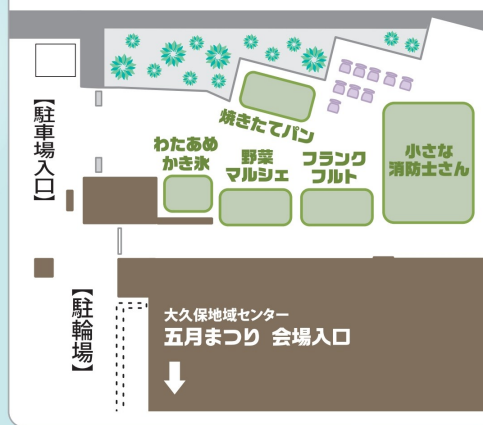 焼きたてパン
わたあめ
かき氷
野菜
マルシェ
フランク
フルト
小さな
消防士さん
【駐車場入口】
【駐輪場】
大久保地域センター
五月まつり 会場入口